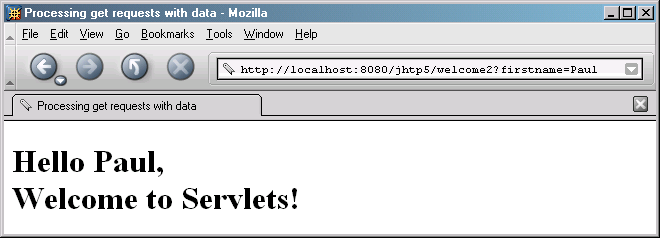 Processing get requests with data - Mozilla
File Edit View Go Bookmarks Tools Window Help
http://localhost:8080/jhtp5/welcome2?firstname=Paul
Processing get requests with data
Hello Paul,
Welcome to Servlets!